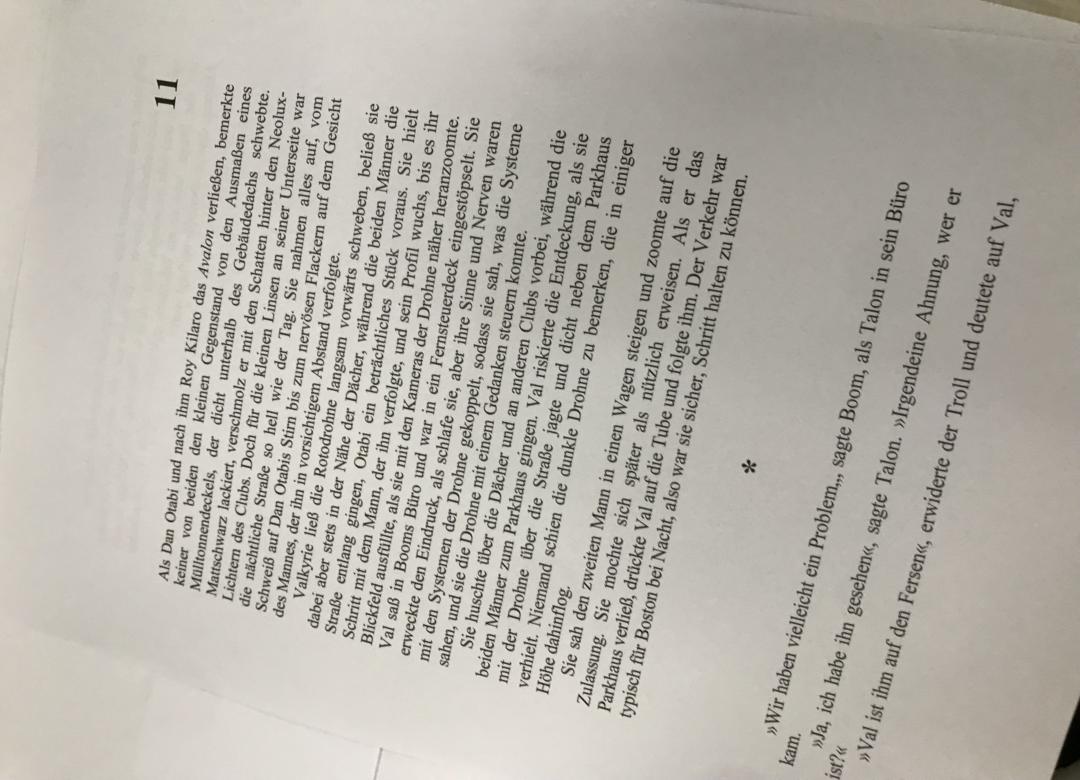 11
Als Dan Otabi und nach ihm Roy Kilaro das Avalon verließen, bemerkte
keiner von beiden den kleinen Gegenstand von den Ausmaßen eines
Mülltonnendeckels, der dicht unterhalb des Gebäudedachs schwebte.
Mattschwarz lackiert, verschmolz er mit den Schatten hinter den Neolux-
Lichtern des Clubs. Doch für die kleinen Linsen an seiner Unterseite war
die nächtliche Straße so hell wie der Tag. Sie nahmen alles auf, vom
Schweiß auf Dan Otabis Stirn bis zum nervösen Flackern auf dem Gesicht
des Mannes, der ihn in vorsichtigem Abstand verfolgte.
Valkyrie ließ die Rotodrohne langsam vorwärts schweben, beließ sie
dabei aber stets in der Nähe der Dächer, während die beiden Männer die
Straße entlang gingen, Otabi ein beträchtliches Stück voraus. Sie hielt
Schritt mit dem Mann, der ihn verfolgte, und sein Profil wuchs, bis es ihr
Blickfeld ausfüllte, als sie mit den Kameras der Drohne näher heranzoomte.
Val saß in Booms Büro und war in ein Fernsteuerdeck eingestöpselt. Sie
erweckte den Eindruck, als schlafe sie, aber ihre Sinne und Nerven waren
mit den Systemen der Drohne gekoppelt, sodass sie sah, was die Systeme
sahen, und sie die Drohne mit einem Gedanken steuern konnte.
Sie huschte über die Dächer und an anderen Clubs vorbei, während die
beiden Männer zum Parkhaus gingen. Val riskierte die Entdeckung, als sie
mit der Drohne über die Straße jagte und dicht neben dem Parkhaus
verhielt. Niemand schien die dunkle Drohne zu bemerken, die in einiger
Höhe dahinflog.
Sie sah den zweiten Mann in einen Wagen steigen und zoomte auf die
Zulassung. Sie mochte sich später als nützlich erweisen. Als er das
Parkhaus verließ, drückte Val auf die Tube und folgte ihm. Der Verkehr war
typisch für Boston bei Nacht, also war sie sicher, Schritt halten zu können.
*
»Wir haben vielleicht ein Problem.„, sagte Boom, als Talon in sein Büro
kam.
»Ja, ich habe ihn gesehen“, sagte Talon. »Irgendeine Ahnung, wer er
ist?“
»Val ist ihm auf den Fersen“, erwiderte der Troll und deutete auf Val,